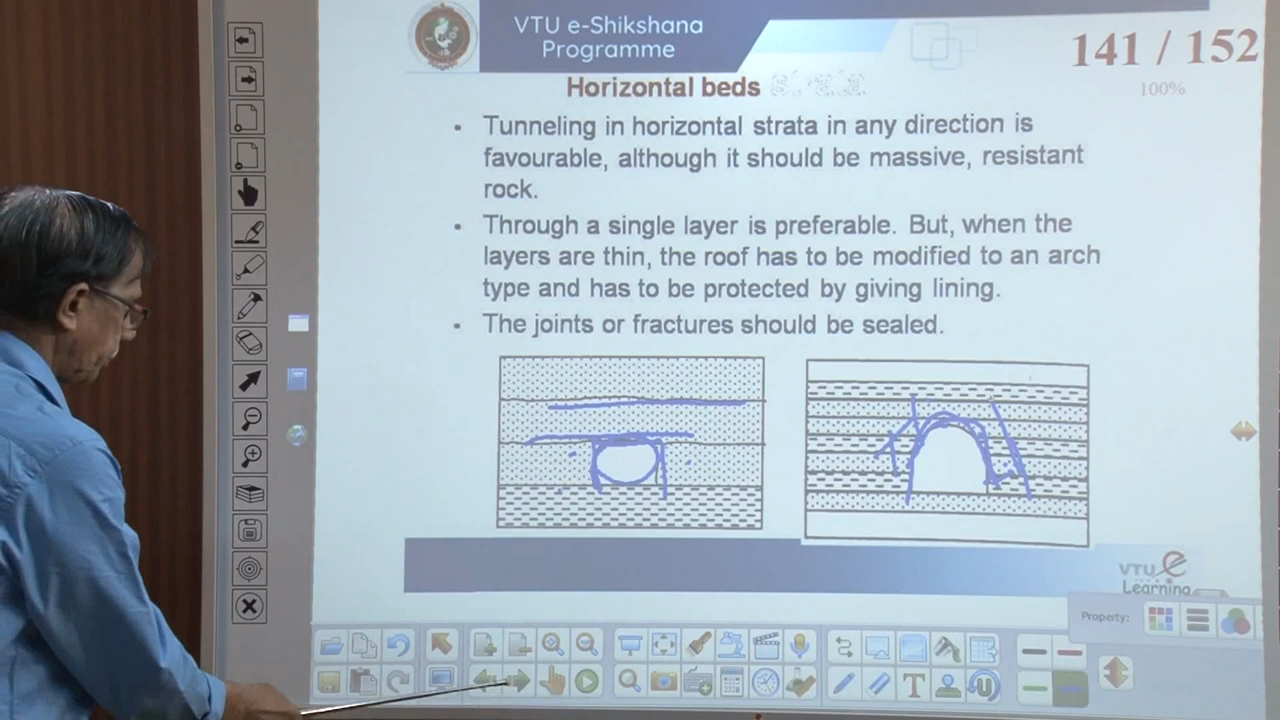 VTU e-Shikshana
Programme
141 / 152
100%
Horizontal beds
• Tunneling in horizontal strata in any direction is
favourable, although it should be massive, resistant
rock.
• Through a single layer is preferable. But, when the
layers are thin, the roof has to be modified to an arch
type and has to be protected by giving lining.
• The joints or fractures should be sealed.
VTU e
Learning
Property: